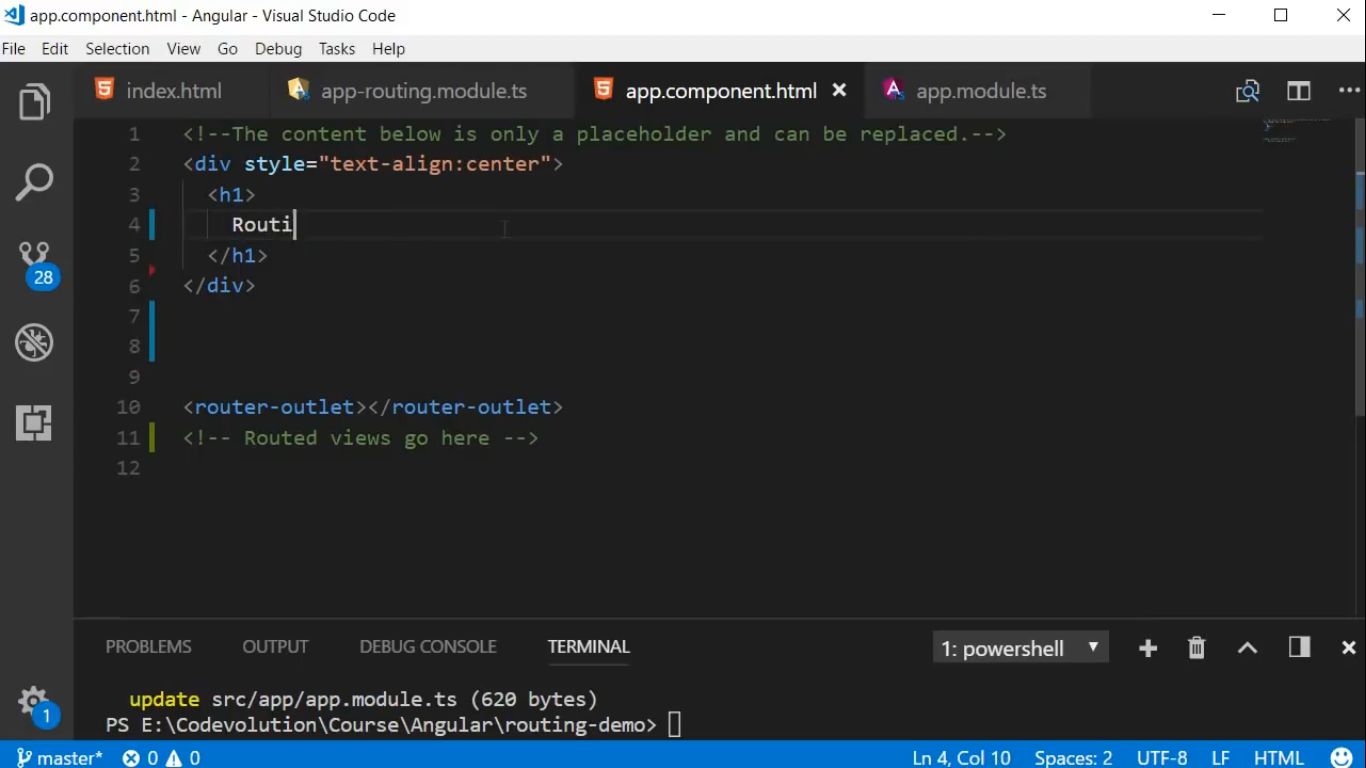 app.component.html - Angular - Visual Studio Code
File Edit Selection View Go Debug Tasks Help
index.html app-routing.module.ts app.component.html app.module.ts
1 <!--The content below is only a placeholder and can be replaced.-->
2 <div style="text-align:center">
3 <h1>
4 Routi
5 </h1>
6 </div>
7
8
9
10 <router-outlet></router-outlet>
11 <!-- Routed views go here -->
12
28
1
PROBLEMS OUTPUT DEBUG CONSOLE TERMINAL 1: powershell
update src/app/app.module.ts (620 bytes)
PS E:\Codevolution\Course\Angular\routing-demo>
master* 0 0 Ln 4, Col 10 Spaces: 2 UTF-8 LF HTML